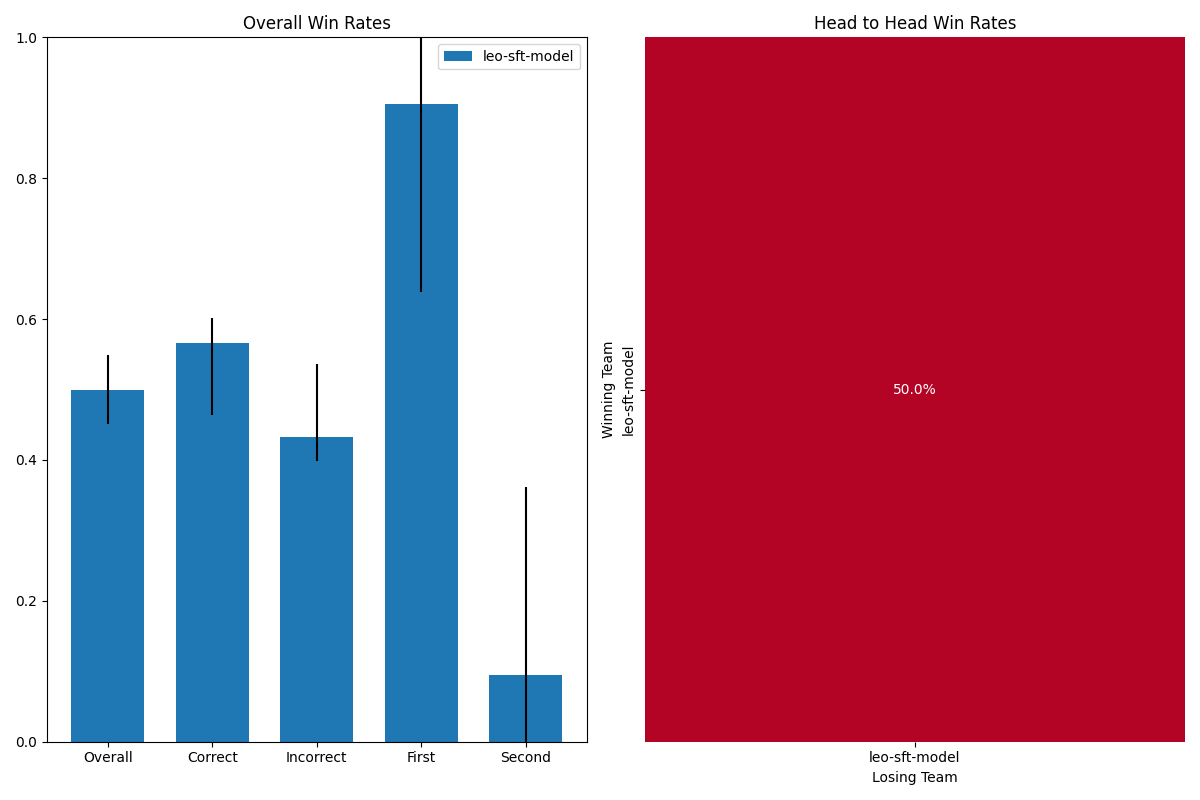 Overall Win Rates
leo-sft-model
1.0
0.8
0.6
0.4
0.2
0.0
Overall
Correct
Incorrect
First
Second
Head to Head Win Rates
Winning Team
leo-sft-model
50.0%
leo-sft-model
Losing Team